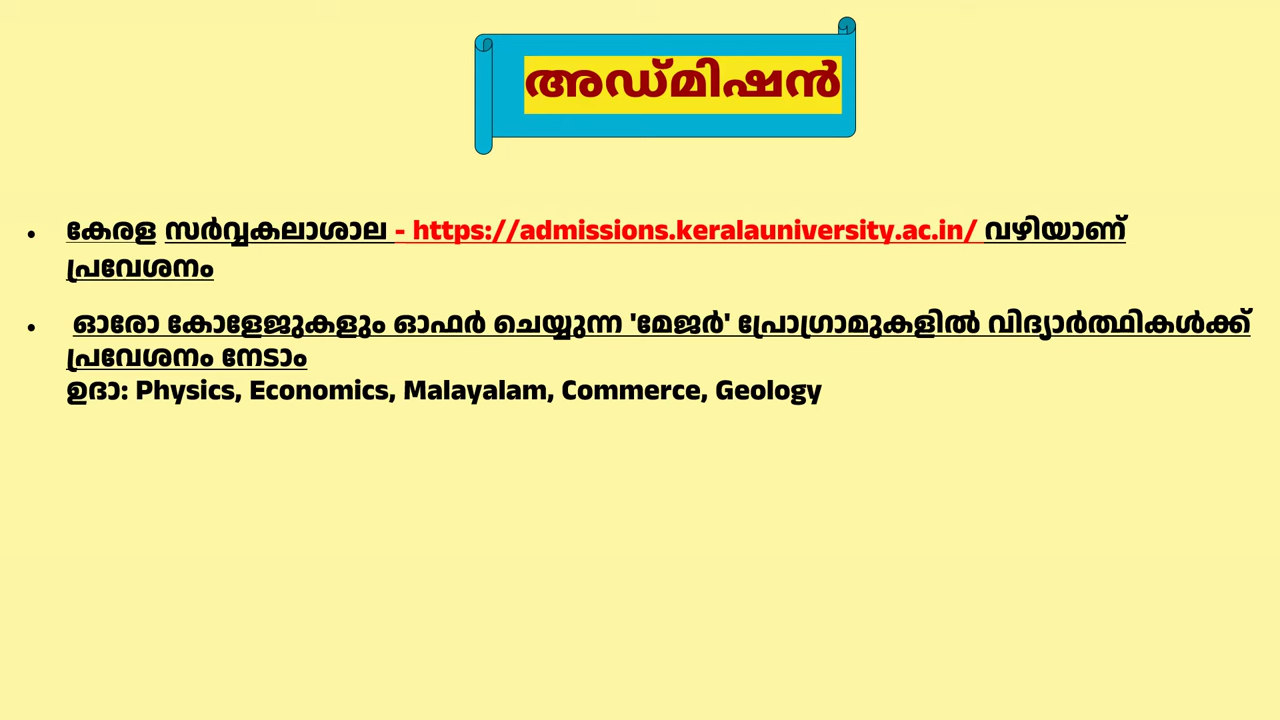 അഡ്മിഷൻ
• കേരള സർവ്വകലാശാല - https://admissions.keralauniversity.ac.in/ വഴിയാണ്
പ്രവേശനം
• ഓരോ കോളേജുകളും ഓഫർ ചെയ്യുന്ന 'മേജർ' പ്രോഗ്രാമുകളിൽ വിദ്യാർത്ഥികൾക്ക്
പ്രവേശനം നേടാം
ഉദാ: Physics, Economics, Malayalam, Commerce, Geology